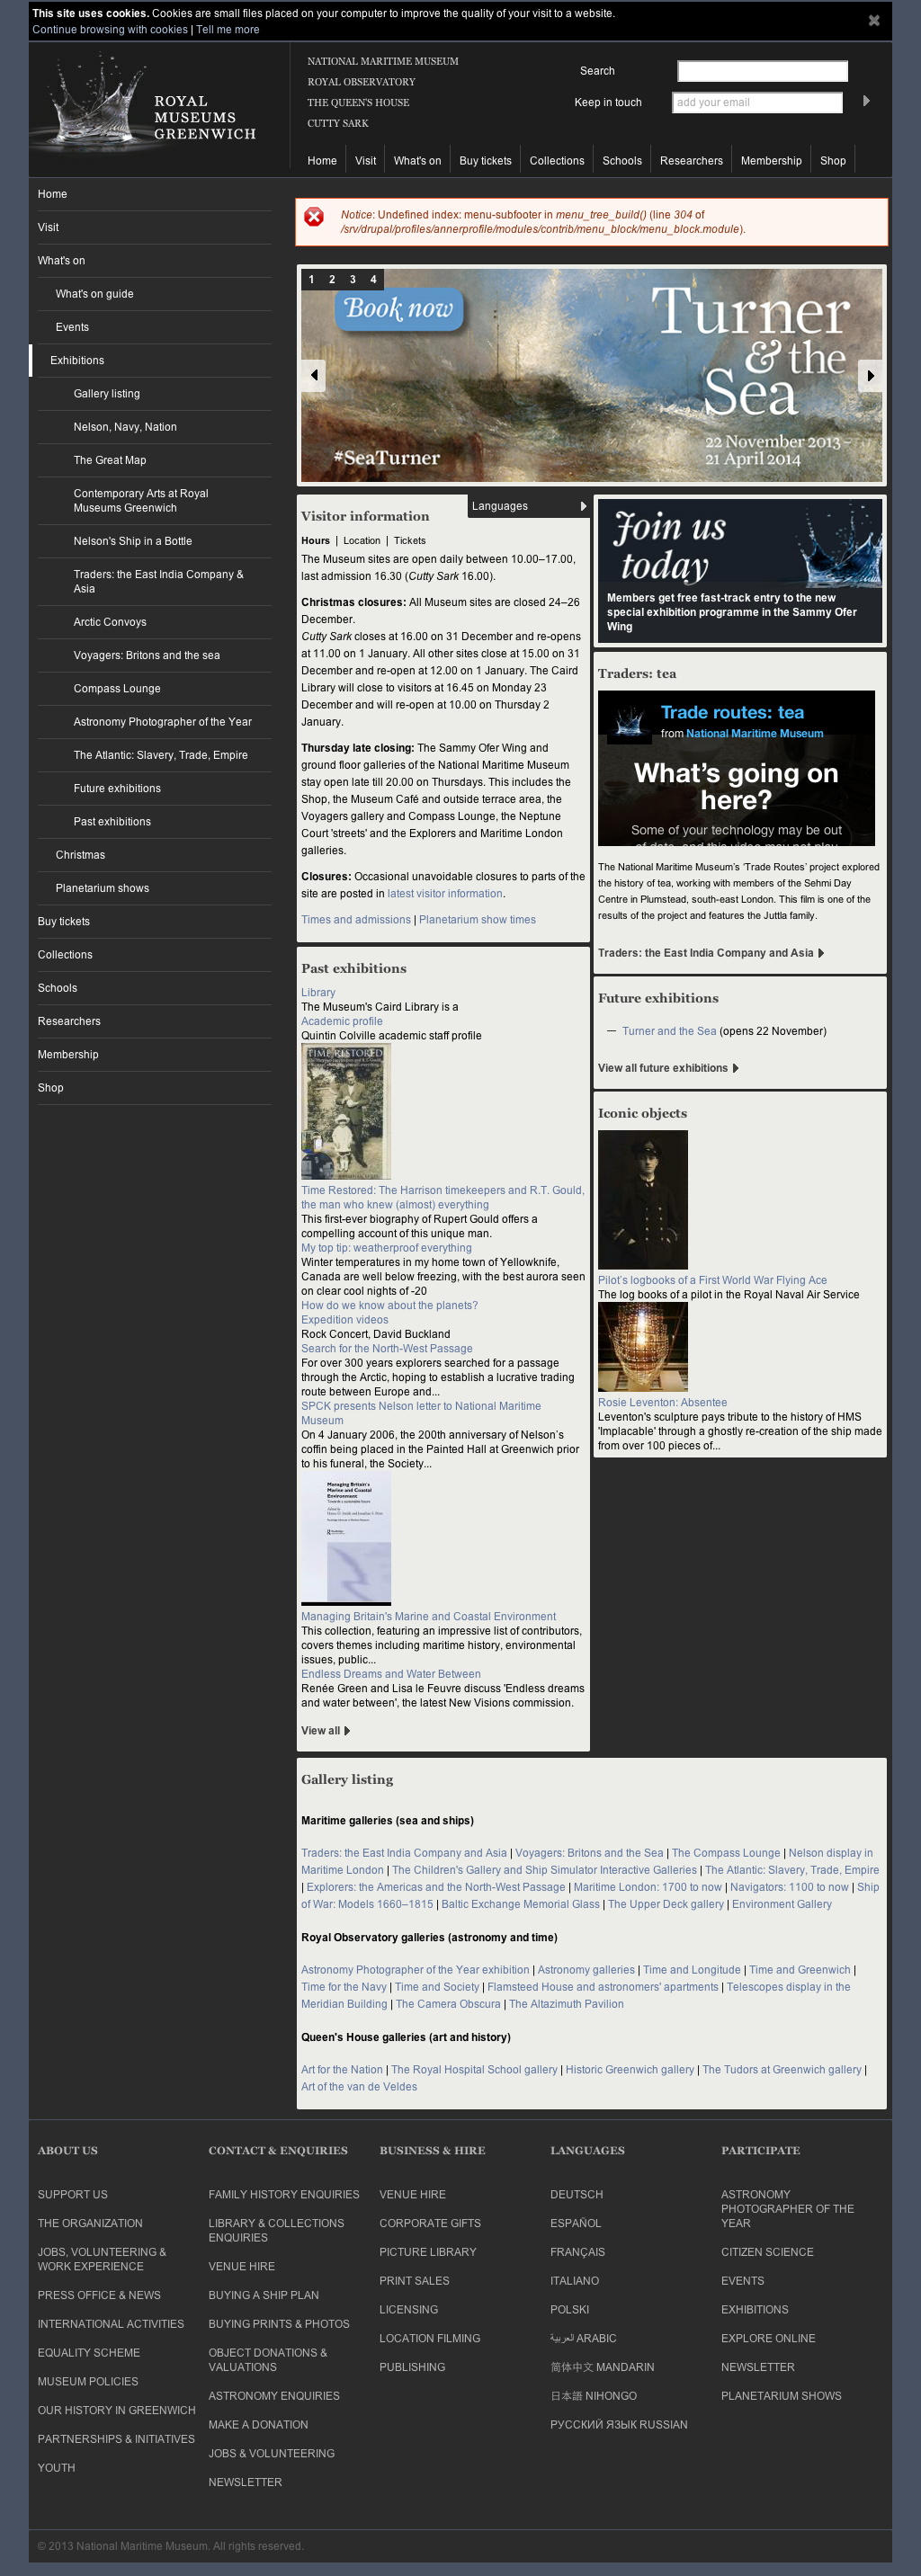 This site uses cookies. Cookies are small files placed on your computer to improve the quality of your visit to a website.
Continue browsing with cookies | Tell me more
ROYAL
MUSEUMS
GREENWICH
NATIONAL MARITIME MUSEUM
ROYAL OBSERVATORY
THE QUEEN'S HOUSE
CUTTY SARK
Search
Keep in touch
add your email
Home
Visit
What's on
Buy tickets
Collections
Schools
Researchers
Membership
Shop
Home
Visit
What's on
What's on guide
Events
Exhibitions
Gallery listing
Nelson, Navy, Nation
The Great Map
Contemporary Arts at Royal
Museums Greenwich
Nelson's Ship in a Bottle
Traders: the East India Company &
Asia
Arctic Convoys
Voyagers: Britons and the sea
Compass Lounge
Astronomy Photographer of the Year
The Atlantic: Slavery, Trade, Empire
Future exhibitions
Past exhibitions
Christmas
Planetarium shows
Buy tickets
Collections
Schools
Researchers
Membership
Shop
Notice: Undefined index: menu-subfooter in menu_tree_build() (line 304 of
/srv/drupal/profiles/annerprofile/modules/contrib/menu_block/menu_block.module).
1 2 3 4
Book now
Turner
& the
Sea
22 November 2013 –
21 April 2014
#SeaTurner
Visitor information
Languages
Hours | Location | Tickets
The Museum sites are open daily between 10.00–17.00,
last admission 16.30 (Cutty Sark 16.00).
Christmas closures: All Museum sites are closed 24–26
December.
Cutty Sark closes at 16.00 on 31 December and re-opens
at 11.00 on 1 January. All other sites close at 15.00 on 31
December and re-open at 12.00 on 1 January. The Caird
Library will close to visitors at 16.45 on Monday 23
December and will re-open at 10.00 on Thursday 2
January.
Thursday late closing: The Sammy Ofer Wing and
ground floor galleries of the National Maritime Museum
stay open late till 20.00 on Thursdays. This includes the
Shop, the Museum Café and outside terrace area, the
Voyagers gallery and Compass Lounge, the Neptune
Court 'streets' and the Explorers and Maritime London
galleries.
Closures: Occasional unavoidable closures to parts of the
site are posted in latest visitor information.
Times and admissions | Planetarium show times
Join us
today
Members get free fast-track entry to the new
special exhibition programme in the Sammy Ofer
Wing
Traders: tea
Trade routes: tea
from National Maritime Museum
What's going on
here?
Some of your technology may be out
of date, and this video may not play
The National Maritime Museum's 'Trade Routes' project explored
the history of tea, working with members of the Sehmi Day
Centre in Plumstead, south-east London. This film is one of the
results of the project and features the Juttla family.
Traders: the East India Company and Asia
Past exhibitions
Library
The Museum's Caird Library is a
Academic profile
Quintin Colville academic staff profile
TIME RESTORED
Time Restored: The Harrison timekeepers and R.T. Gould,
the man who knew (almost) everything
This first-ever biography of Rupert Gould offers a
compelling account of this unique man.
My top tip: weatherproof everything
Winter temperatures in my home town of Yellowknife,
Canada are well below freezing, with the best aurora seen
on clear cool nights of -20
How do we know about the planets?
Expedition videos
Rock Concert, David Buckland
Search for the North-West Passage
For over 300 years explorers searched for a passage
through the Arctic, hoping to establish a lucrative trading
route between Europe and...
SPCK presents Nelson letter to National Maritime
Museum
On 4 January 2006, the 200th anniversary of Nelson's
coffin being placed in the Painted Hall at Greenwich prior
to his funeral, the Society...
Managing Britain's
Marine and Coastal
Environment
Managing Britain's Marine and Coastal Environment
This collection, featuring an impressive list of contributors,
covers themes including maritime history, environmental
issues, public...
Endless Dreams and Water Between
Renée Green and Lisa le Feuvre discuss 'Endless dreams
and water between', the latest New Visions commission.
View all
Future exhibitions
— Turner and the Sea (opens 22 November)
View all future exhibitions
Iconic objects
Pilot's logbooks of a First World War Flying Ace
The log books of a pilot in the Royal Naval Air Service
Rosie Leventon: Absentee
Leventon's sculpture pays tribute to the history of HMS
'Implacable' through a ghostly re-creation of the ship made
from over 100 pieces of...
Gallery listing
Maritime galleries (sea and ships)
Traders: the East India Company and Asia | Voyagers: Britons and the Sea | The Compass Lounge | Nelson display in
Maritime London | The Children's Gallery and Ship Simulator Interactive Galleries | The Atlantic: Slavery, Trade, Empire
| Explorers: the Americas and the North-West Passage | Maritime London: 1700 to now | Navigators: 1100 to now | Ship
of War: Models 1660–1815 | Baltic Exchange Memorial Glass | The Upper Deck gallery | Environment Gallery
Royal Observatory galleries (astronomy and time)
Astronomy Photographer of the Year exhibition | Astronomy galleries | Time and Longitude | Time and Greenwich |
Time for the Navy | Time and Society | Flamsteed House and astronomers' apartments | Telescopes display in the
Meridian Building | The Camera Obscura | The Altazimuth Pavilion
Queen's House galleries (art and history)
Art for the Nation | The Royal Hospital School gallery | Historic Greenwich gallery | The Tudors at Greenwich gallery |
Art of the van de Veldes
ABOUT US
SUPPORT US
THE ORGANIZATION
JOBS, VOLUNTEERING &
WORK EXPERIENCE
PRESS OFFICE & NEWS
INTERNATIONAL ACTIVITIES
EQUALITY SCHEME
MUSEUM POLICIES
OUR HISTORY IN GREENWICH
PARTNERSHIPS & INITIATIVES
YOUTH
CONTACT & ENQUIRIES
FAMILY HISTORY ENQUIRIES
LIBRARY & COLLECTIONS
ENQUIRIES
VENUE HIRE
BUYING A SHIP PLAN
BUYING PRINTS & PHOTOS
OBJECT DONATIONS &
VALUATIONS
ASTRONOMY ENQUIRIES
MAKE A DONATION
JOBS & VOLUNTEERING
NEWSLETTER
BUSINESS & HIRE
VENUE HIRE
CORPORATE GIFTS
PICTURE LIBRARY
PRINT SALES
LICENSING
LOCATION FILMING
PUBLISHING
LANGUAGES
DEUTSCH
ESPAÑOL
FRANÇAIS
ITALIANO
POLSKI
العربية ARABIC
简体中文 MANDARIN
日本語 NIHONGO
РУССКИЙ ЯЗЫК RUSSIAN
PARTICIPATE
ASTRONOMY
PHOTOGRAPHER OF THE
YEAR
CITIZEN SCIENCE
EVENTS
EXHIBITIONS
EXPLORE ONLINE
NEWSLETTER
PLANETARIUM SHOWS
© 2013 National Maritime Museum. All rights reserved.